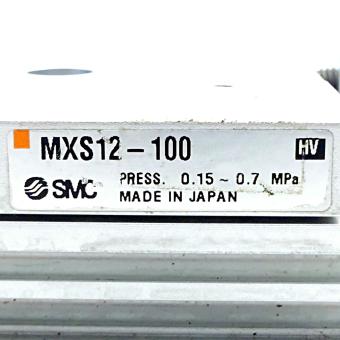 MXS12-100 HV
SMC PRESS. 0.15 ~ 0.7 MPa
MADE IN JAPAN